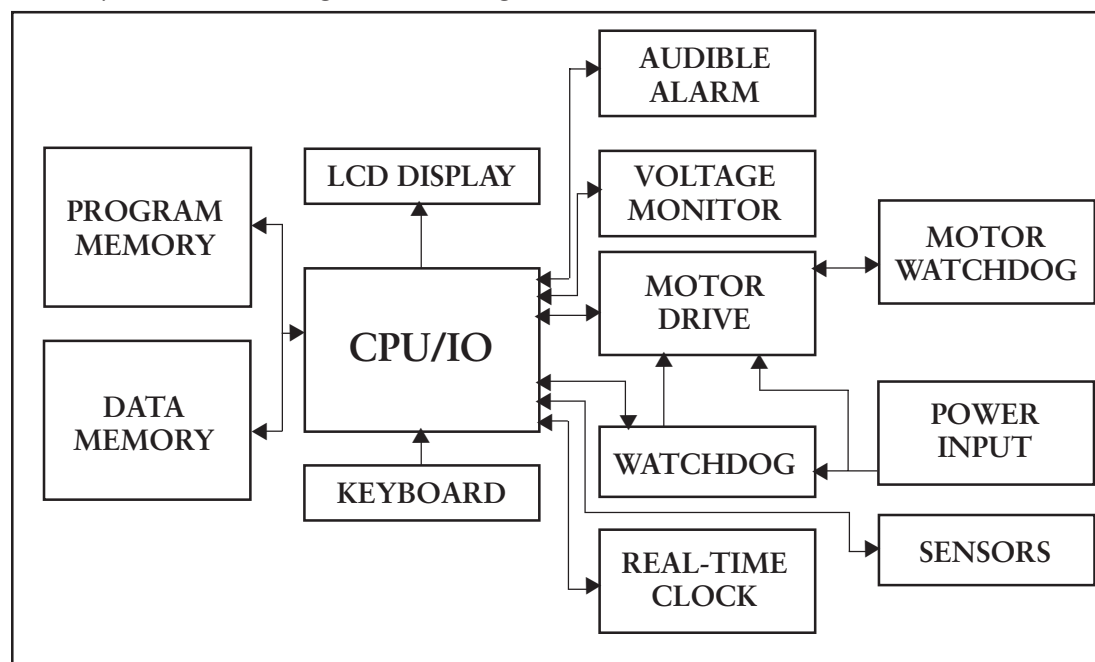 AUDIBLE
ALARM
LCD DISPLAY
VOLTAGE
MONITOR
PROGRAM
MEMORY
MOTOR
WATCHDOG
MOTOR
DRIVE
CPU/IO
DATA
MEMORY
POWER
INPUT
WATCHDOG
KEYBOARD
SENSORS
REAL-TIME
CLOCK